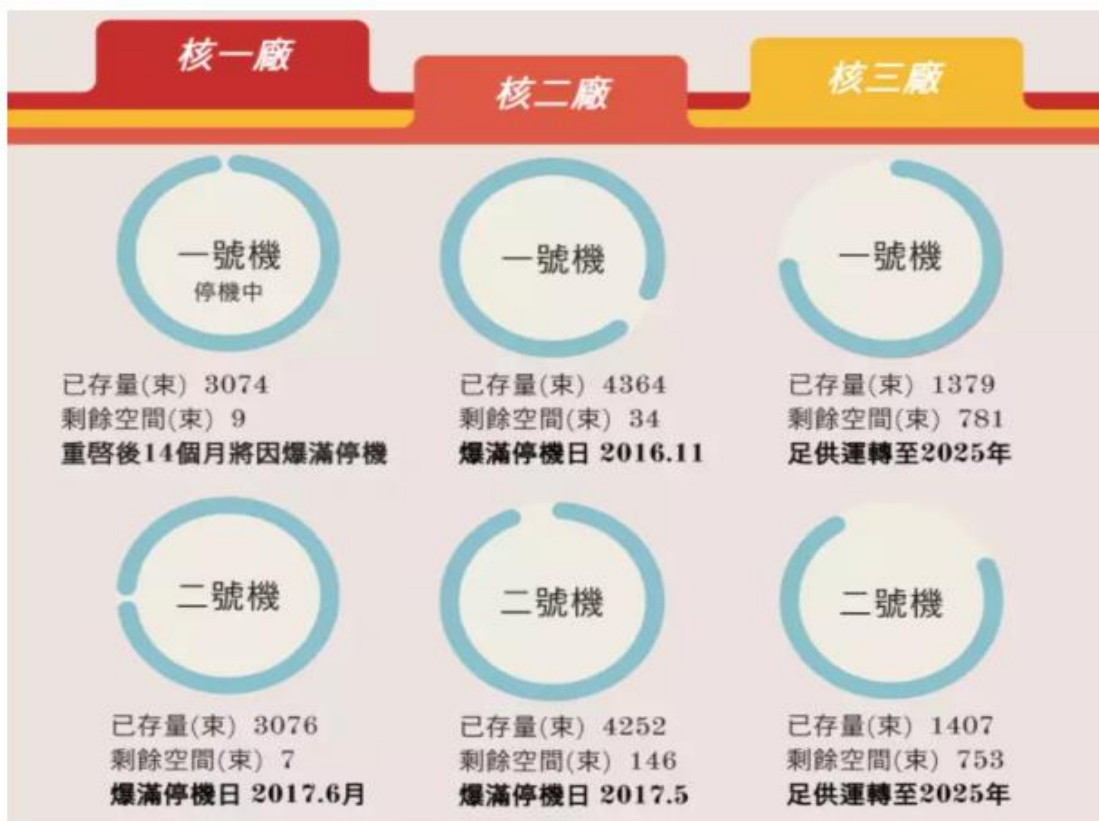 核一廠
核二廠
核三廠
一號機
停機中
已存量(束) 3074
剩餘空間(束) 9
重啓後14個月將因爆滿停機
一號機
已存量(束) 4364
剩餘空間(束) 34
爆滿停機日 2016.11
一號機
已存量(束) 1379
剩餘空間(束) 781
足供運轉至2025年
二號機
已存量(束) 3076
剩餘空間(束) 7
爆滿停機日 2017.6月
二號機
已存量(束) 4252
剩餘空間(束) 146
爆滿停機日 2017.5
二號機
已存量(束) 1407
剩餘空間(束) 753
足供運轉至2025年